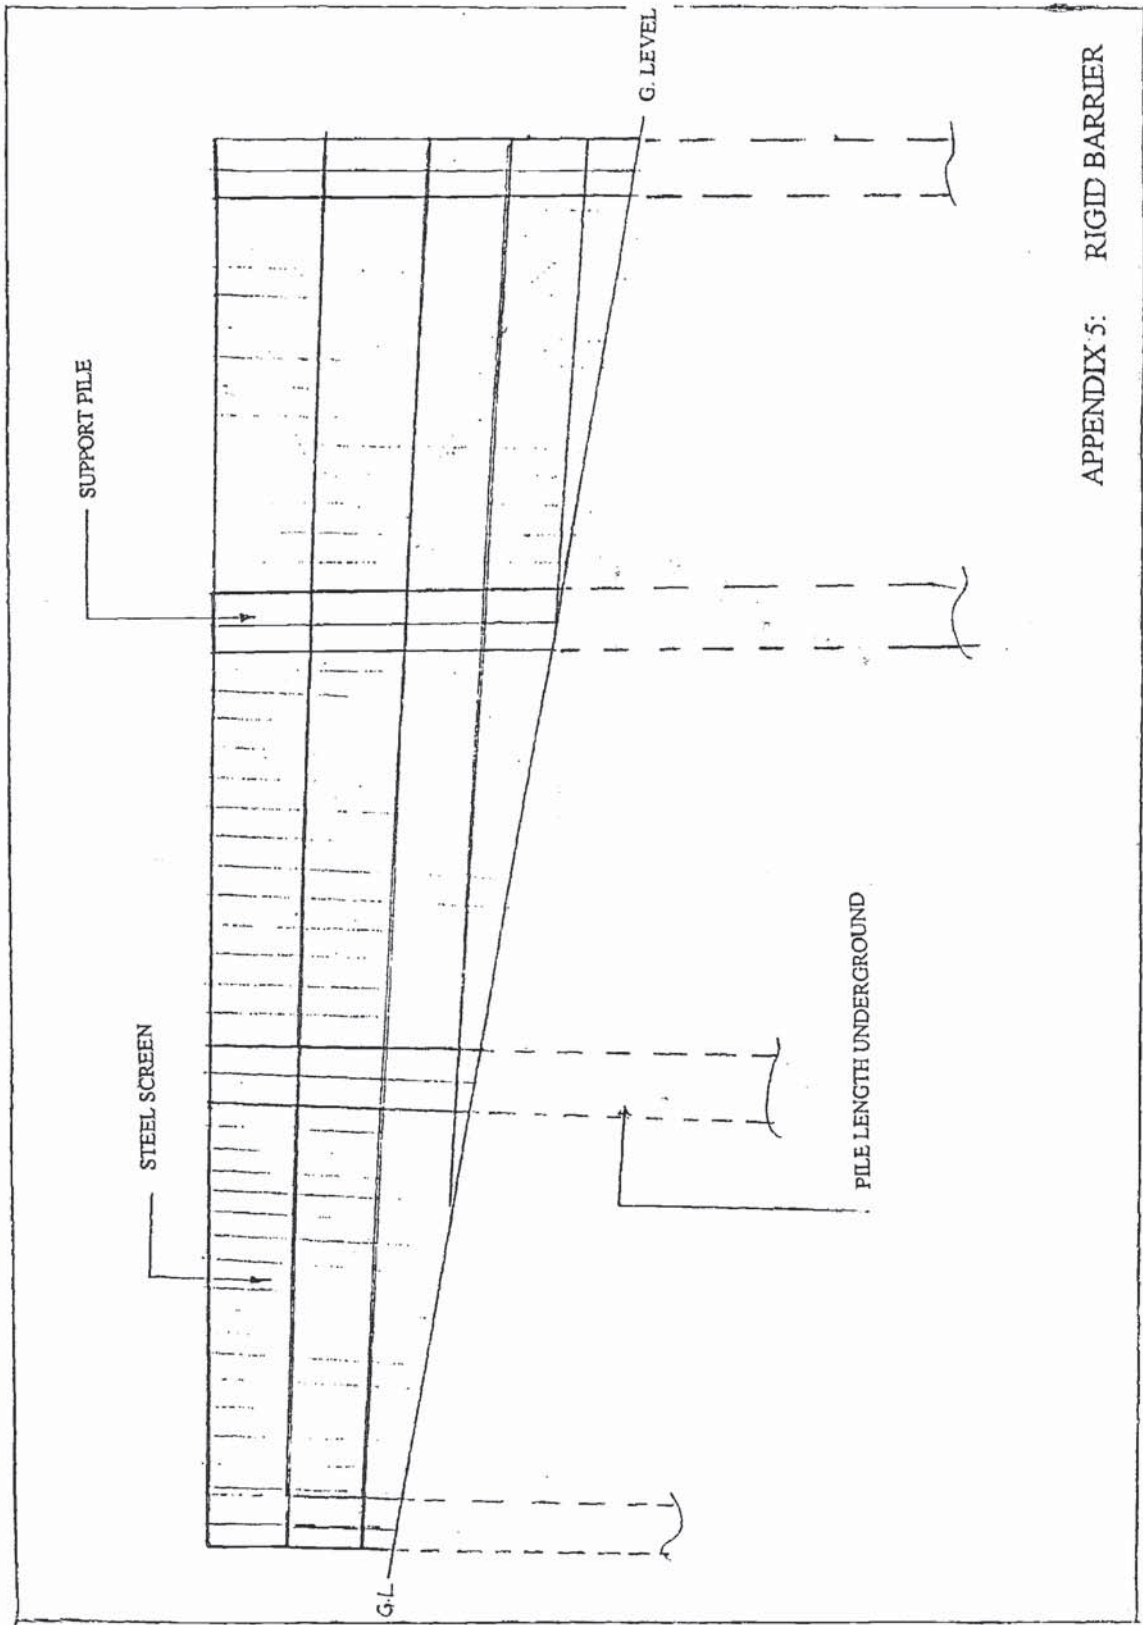 SUPPORT PILE
STEEL SCREEN
G. LEVEL
G.L
PILE LENGTH UNDERGROUND
APPENDIX 5: RIGID BARRIER